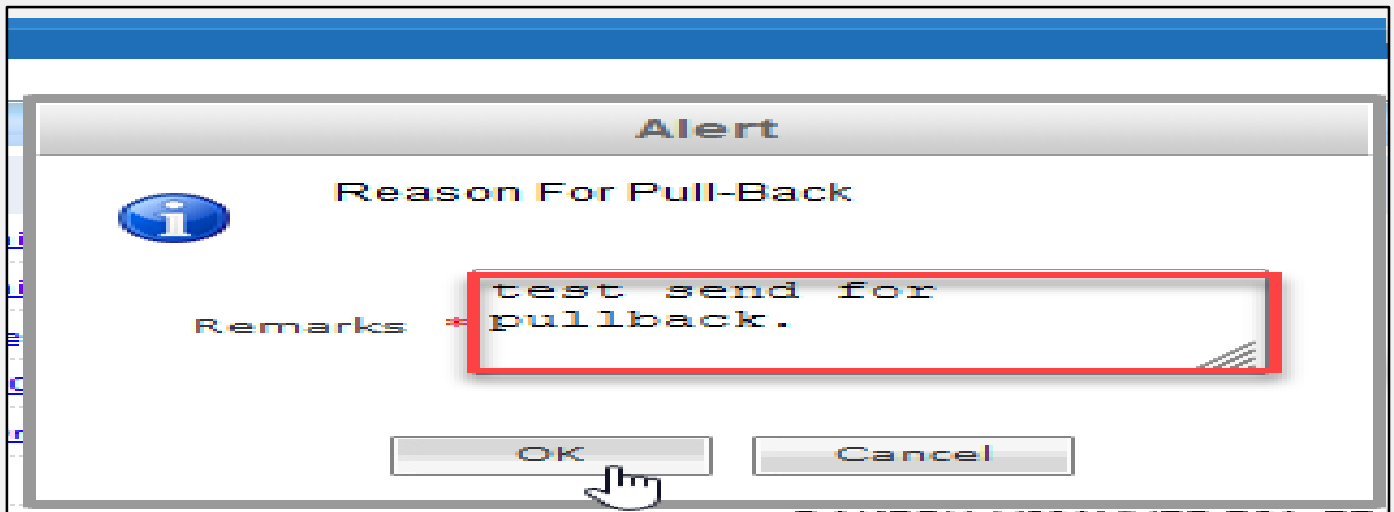 Alert
Reason For Pull-Back
test send for
pullback.
Remarks *
OK
Cancel